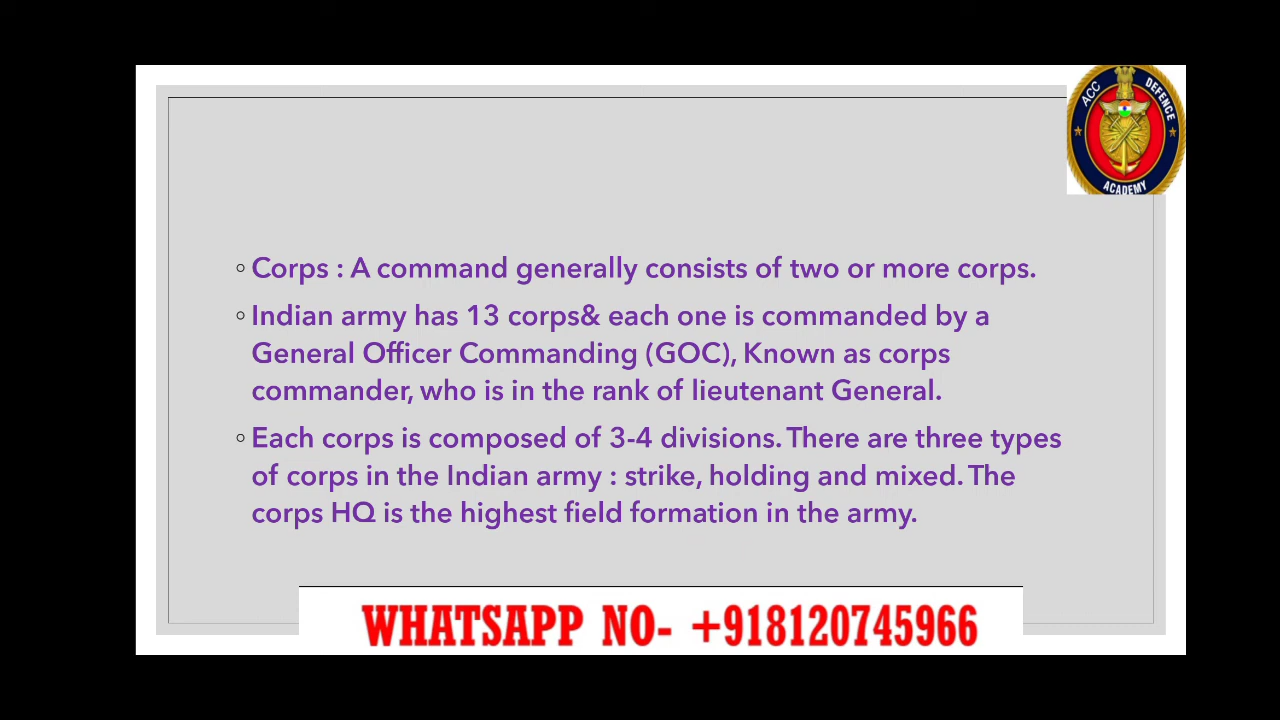 ACC DEFENCE
ACADEMY
◦ Corps : A command generally consists of two or more corps.
◦ Indian army has 13 corps& each one is commanded by a
General Officer Commanding (GOC), Known as corps
commander, who is in the rank of lieutenant General.
◦ Each corps is composed of 3-4 divisions. There are three types
of corps in the Indian army : strike, holding and mixed. The
corps HQ is the highest field formation in the army.
WHATSAPP NO- +918120745966